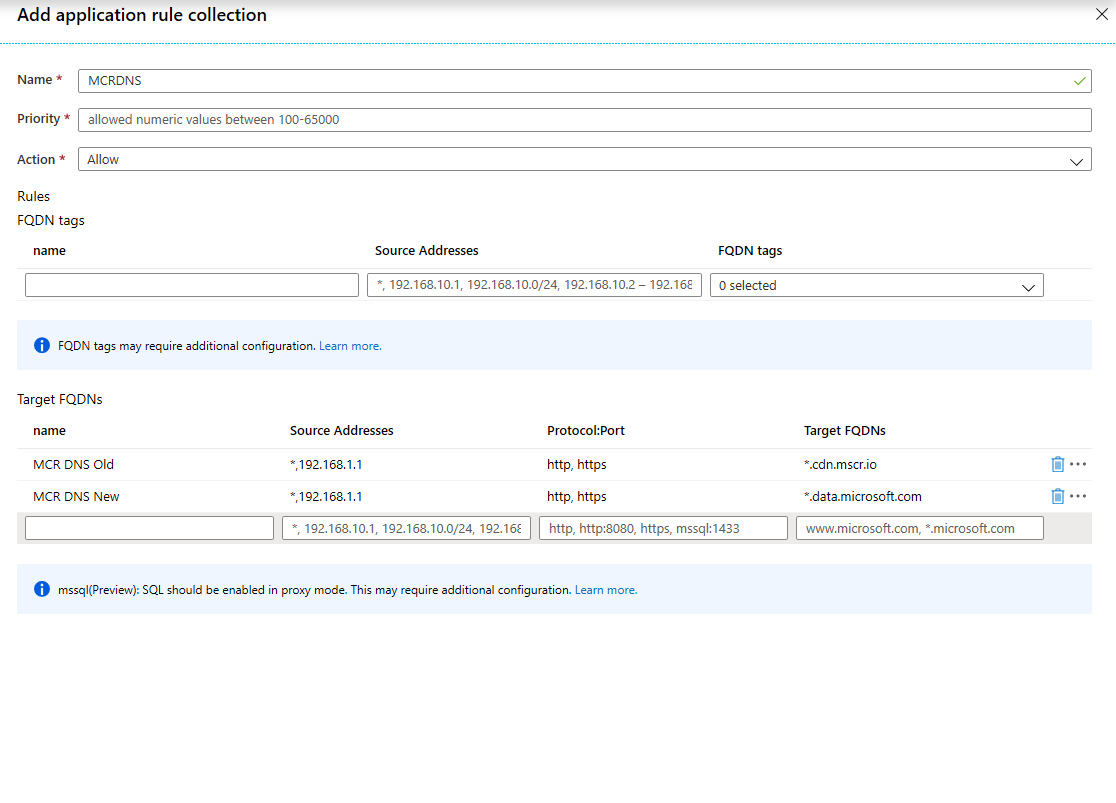 Add application rule collection
Name *
MCRDNS
Priority *
allowed numeric values between 100-65000
Action *
Allow
Rules
FQDN tags
name Source Addresses FQDN tags
*, 192.168.10.1, 192.168.10.0/24, 192.168.10.2 – 192.168 0 selected
FQDN tags may require additional configuration. Learn more.
Target FQDNs
name Source Addresses Protocol:Port Target FQDNs
MCR DNS Old *,192.168.1.1 http, https *.cdn.mscr.io
MCR DNS New *,192.168.1.1 http, https *.data.microsoft.com
*, 192.168.10.1, 192.168.10.0/24, 192.168 http, http:8080, https, mssql:1433 www.microsoft.com, *.microsoft.com
mssql(Preview): SQL should be enabled in proxy mode. This may require additional configuration. Learn more.